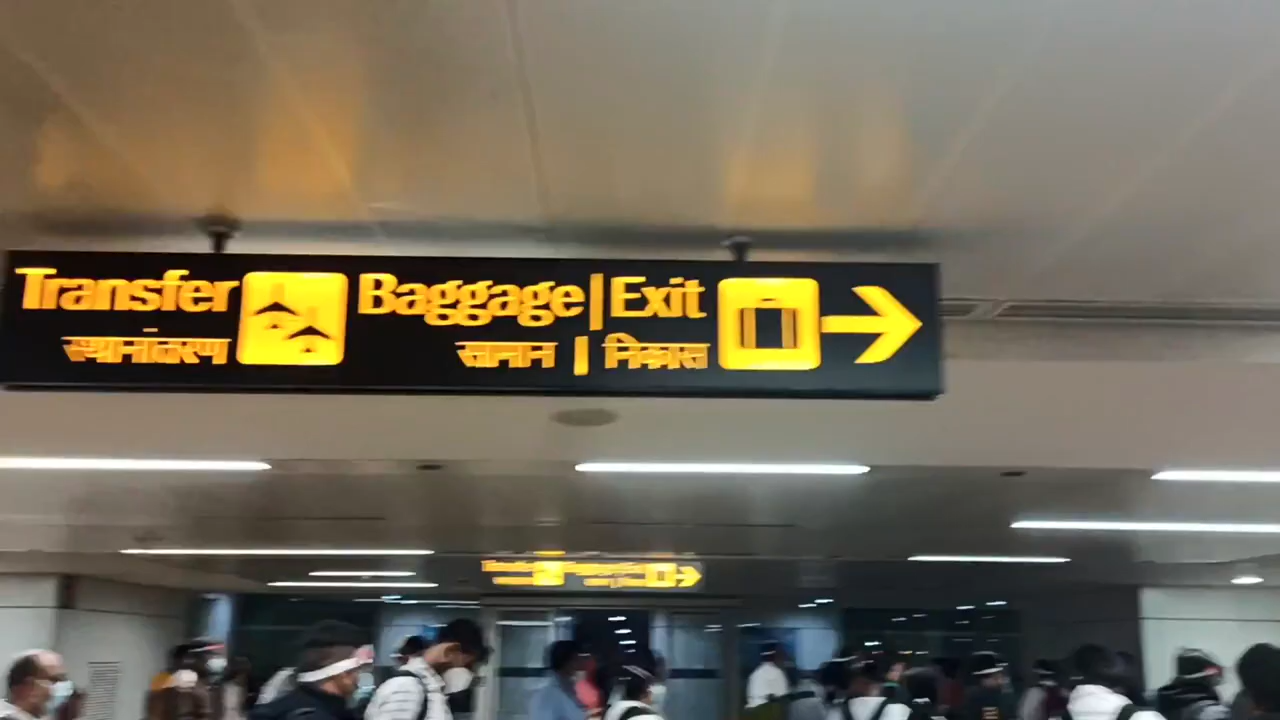 Transfer Baggage | Exit
स्थानांतरण सामान | निकास